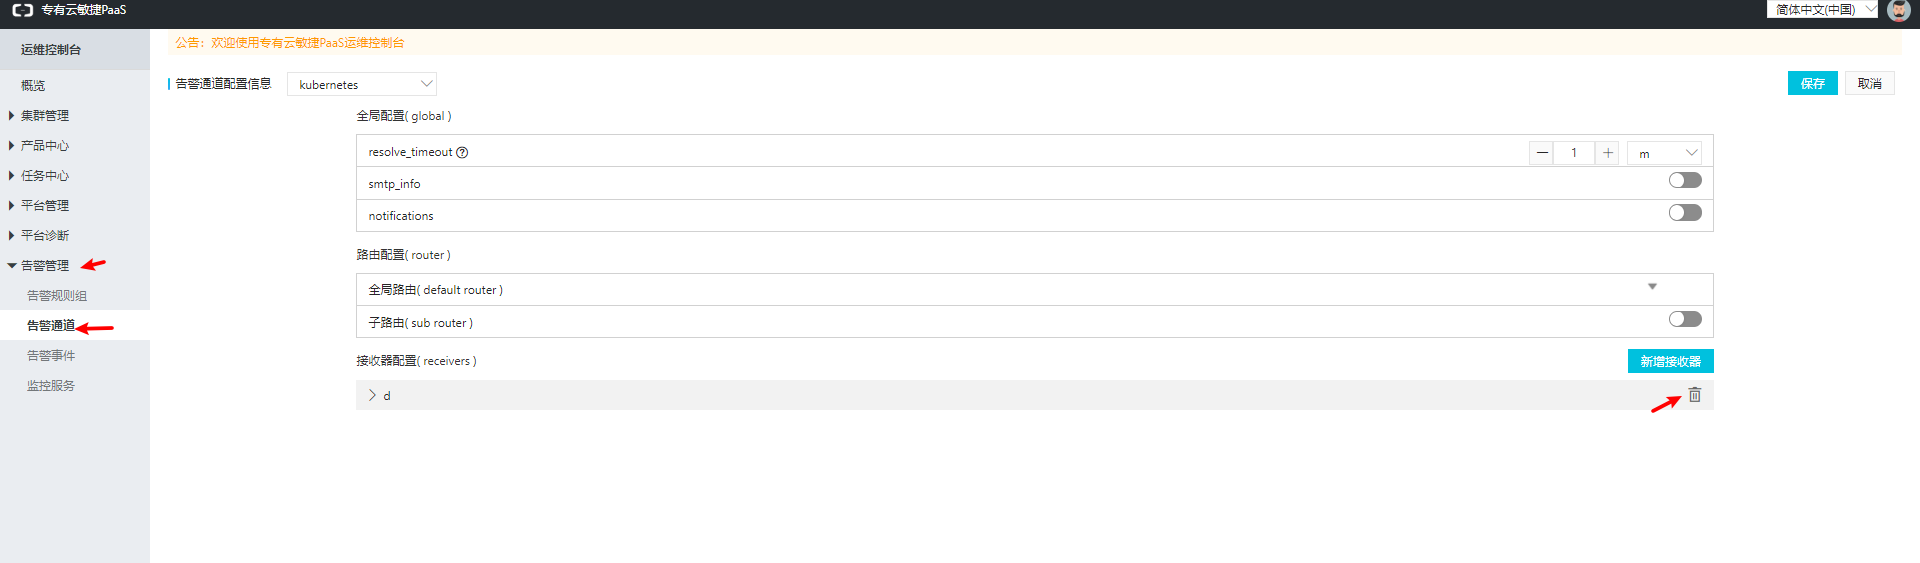 专有云敏捷PaaS
简体中文(中国)
运维控制台
公告：欢迎使用专有云敏捷PaaS运维控制台
概览
集群管理
产品中心
任务中心
平台管理
平台诊断
告警管理
告警规则组
告警通道
告警事件
监控服务
告警通道配置信息
kubernetes
保存
取消
全局配置( global )
resolve_timeout
1
m
smtp_info
notifications
路由配置( router )
全局路由( default router )
子路由( sub router )
接收器配置( receivers )
新增接收器
d